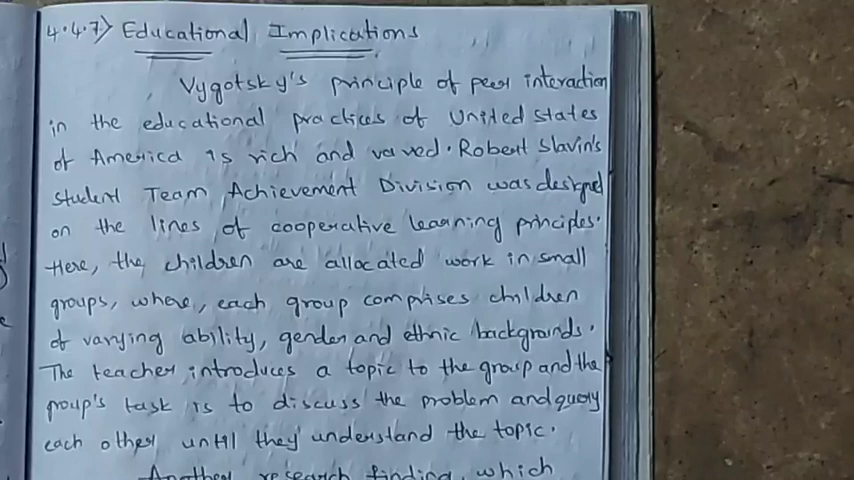 4.4.7) Educational Implications
Vygotsky's principle of peer interaction
in the educational practices of United States
of America is rich and vaved. Robert Slavin's
Student Team Achievement Division was designed
on the lines of cooperative learning principles.
Here, the children are allocated work in small
groups, where, each group comprises children
of varying ability, gender and ethnic backgrounds.
The teacher introduces a topic to the group and the
group's task is to discuss the problem and query
each other until they understand the topic.
Another research finding, which